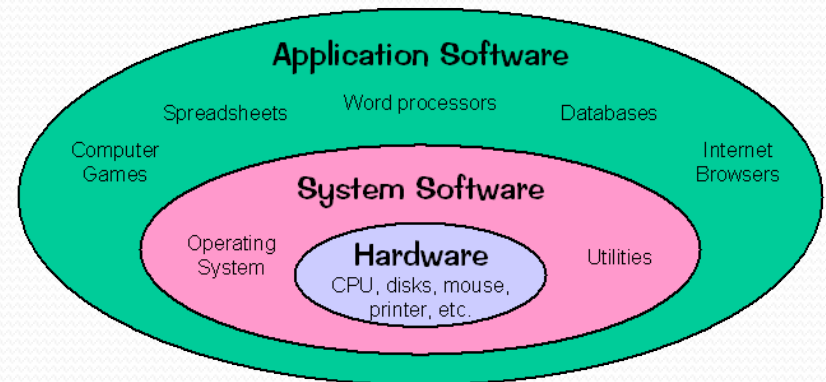 Application Software
Spreadsheets
Word processors
Databases
Computer
Games
Internet
Browsers
System Software
Operating
System
Utilities
Hardware
CPU, disks, mouse,
printer, etc.